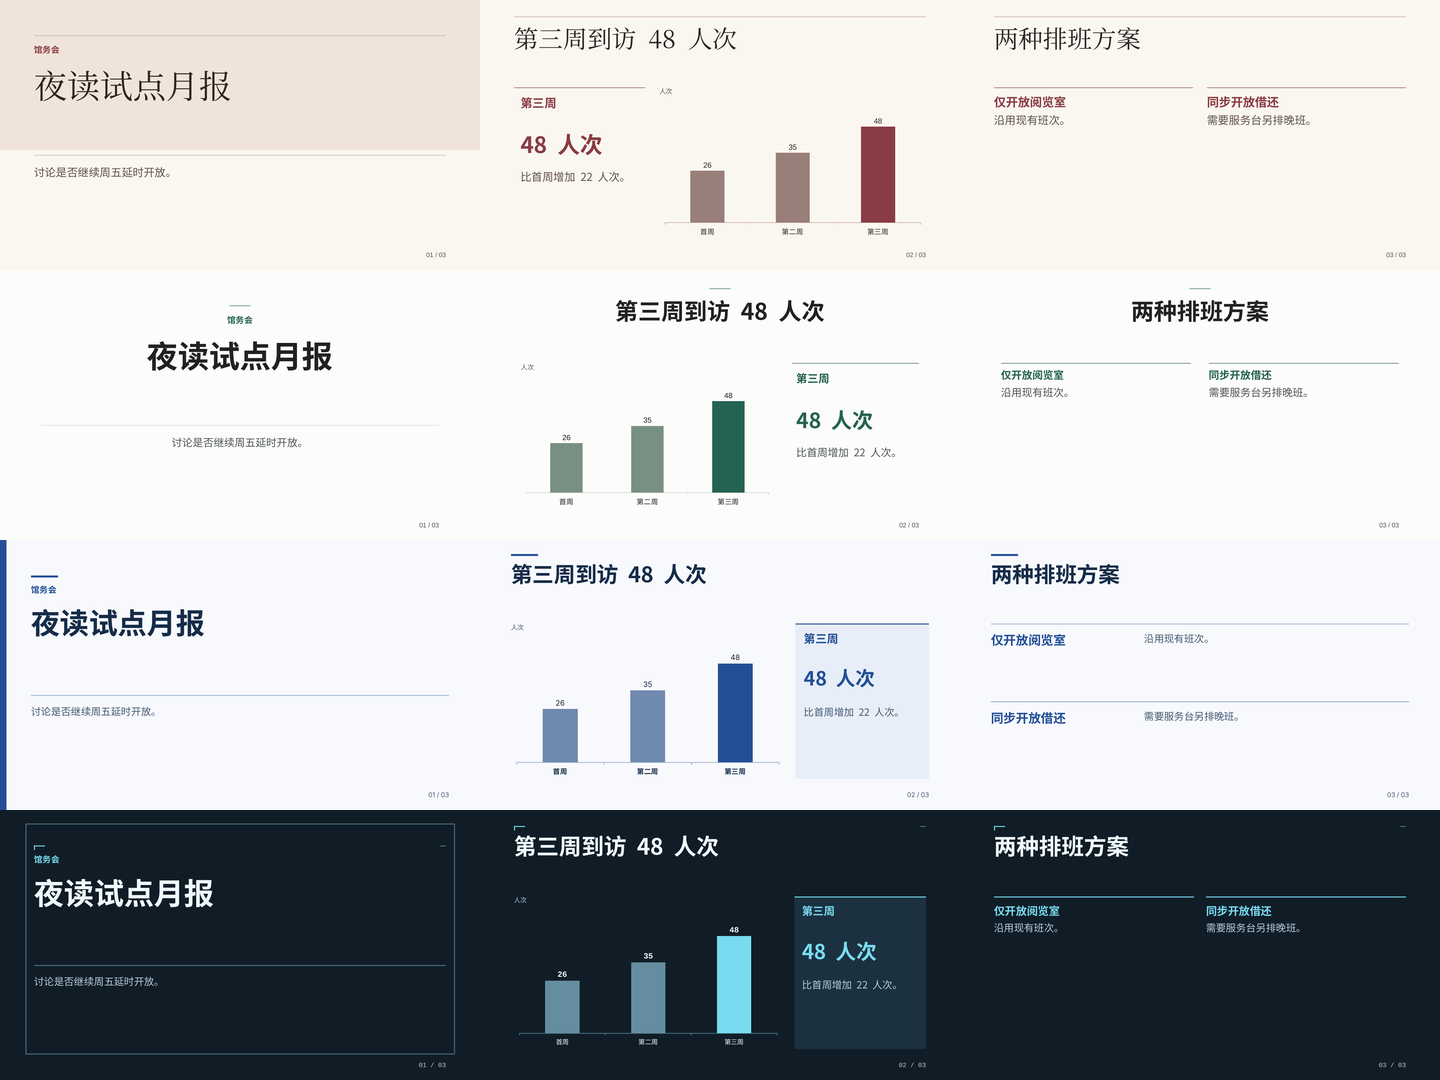 馆务会
夜读试点月报
讨论是否继续周五延时开放。
01 / 03
第三周到访 48 人次
第三周
48 人次
比首周增加 22 人次。
人次
26
35
48
首周
第二周
第三周
02 / 03
两种排班方案
仅开放阅览室
沿用现有班次。
同步开放借还
需要服务台另排晚班。
03 / 03
馆务会
夜读试点月报
讨论是否继续周五延时开放。
01 / 03
第三周到访 48 人次
人次
26
35
48
首周
第二周
第三周
第三周
48 人次
比首周增加 22 人次。
02 / 03
两种排班方案
仅开放阅览室
沿用现有班次。
同步开放借还
需要服务台另排晚班。
03 / 03
馆务会
夜读试点月报
讨论是否继续周五延时开放。
01 / 03
第三周到访 48 人次
人次
26
35
48
首周
第二周
第三周
第三周
48 人次
比首周增加 22 人次。
02 / 03
两种排班方案
仅开放阅览室
沿用现有班次。
同步开放借还
需要服务台另排晚班。
03 / 03
馆务会
夜读试点月报
讨论是否继续周五延时开放。
01 / 03
第三周到访 48 人次
人次
26
35
48
首周
第二周
第三周
第三周
48 人次
比首周增加 22 人次。
02 / 03
两种排班方案
仅开放阅览室
沿用现有班次。
同步开放借还
需要服务台另排晚班。
03 / 03